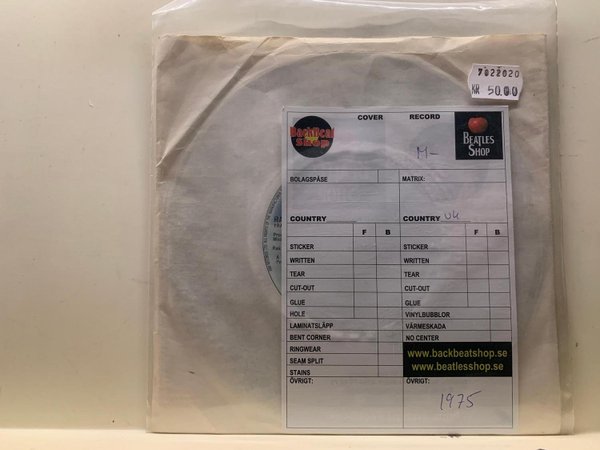 7022020
KR 50.00
COVER RECORD
BackBeat
Shop
M-
BEATLES
SHOP
BOLAGSPÅSE MATRIX:
COUNTRY COUNTRY UK
F B F B
STICKER STICKER
WRITTEN WRITTEN
TEAR TEAR
CUT-OUT CUT-OUT
GLUE GLUE
HOLE VINYLBUBBLOR
LAMINATSLÄPP VÄRMESKADA
BENT CORNER NO CENTER
RINGWEAR
SEAM SPLIT
STAINS
www.backbeatshop.se
www.beatlesshop.se
ÖVRIGT: ÖVRIGT:
1975